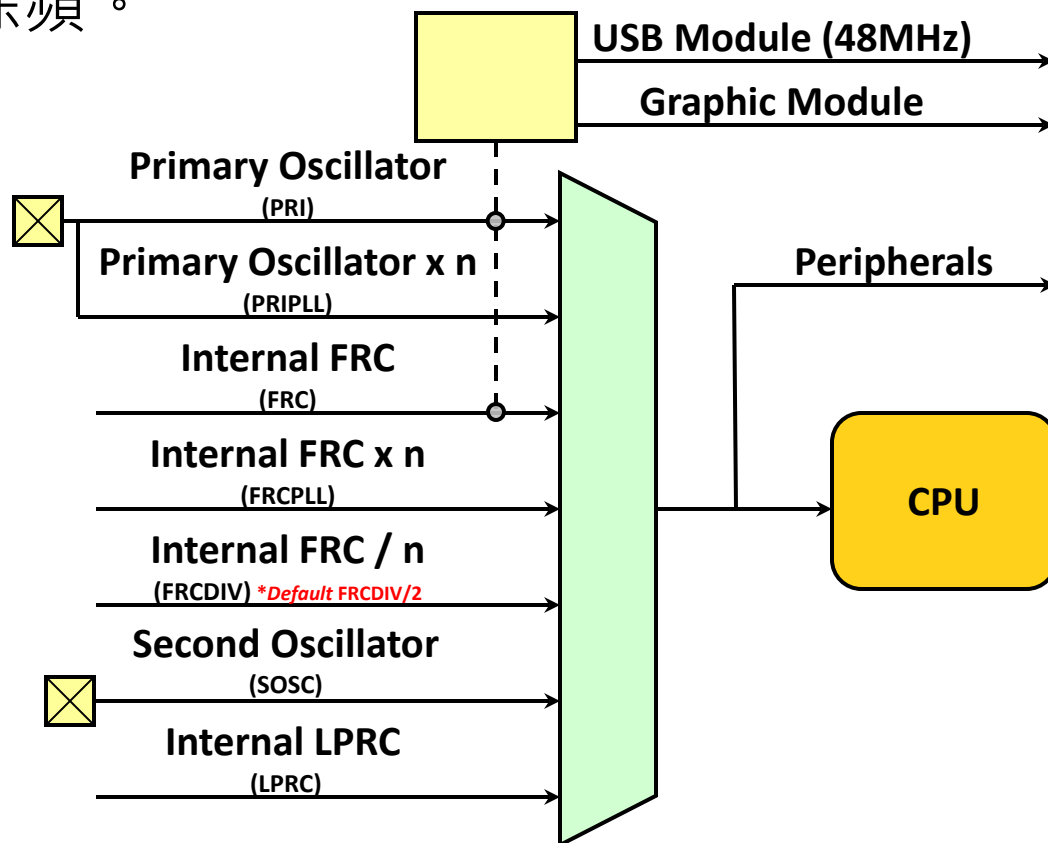 頻。
USB Module (48MHz)
Graphic Module
Primary Oscillator
(PRI)
Primary Oscillator x n
(PRIPLL)
Peripherals
Internal FRC
(FRC)
Internal FRC x n
(FRCPLL)
CPU
Internal FRC / n
(FRCDIV) *Default FRCDIV/2
Second Oscillator
(SOSC)
Internal LPRC
(LPRC)